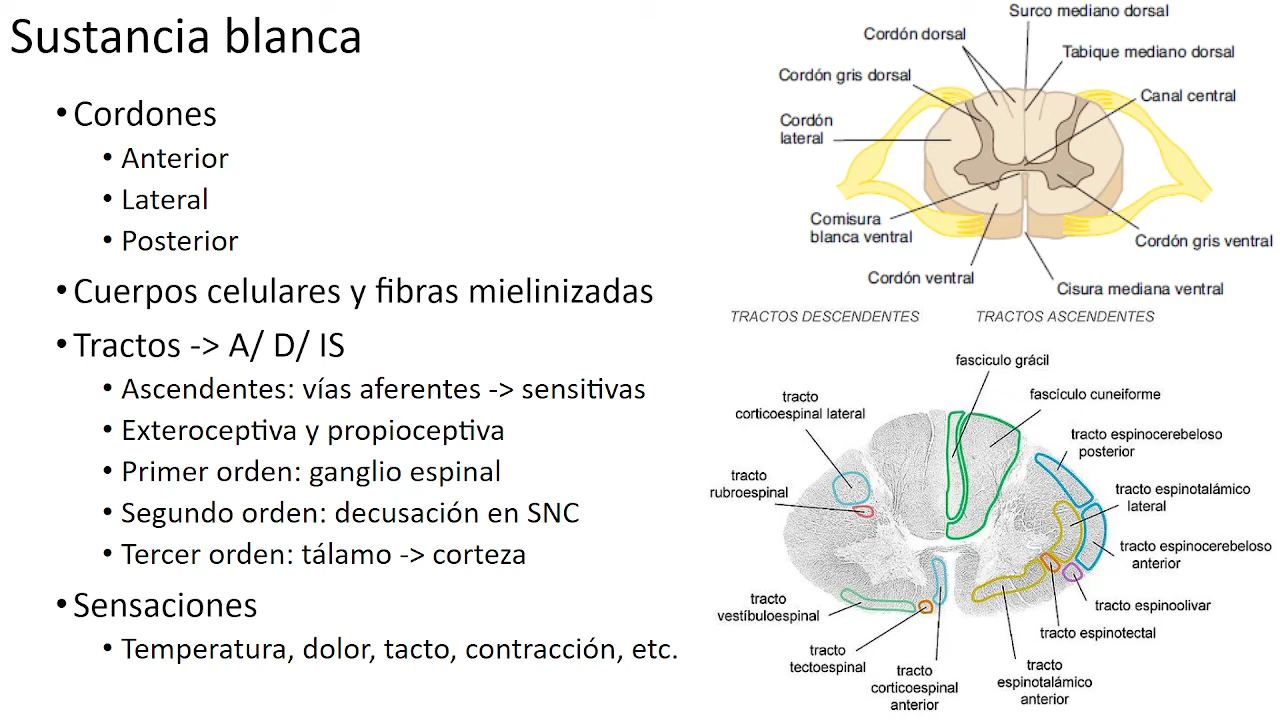 Sustancia blanca
• Cordones
• Anterior
• Lateral
• Posterior
• Cuerpos celulares y fibras mielinizadas
• Tractos -> A/ D/ IS
• Ascendentes: vías aferentes -> sensitivas
• Exteroceptiva y propioceptiva
• Primer orden: ganglio espinal
• Segundo orden: decusación en SNC
• Tercer orden: tálamo -> corteza
• Sensaciones
• Temperatura, dolor, tacto, contracción, etc.
Surco mediano dorsal
Cordón dorsal
Tabique mediano dorsal
Cordón gris dorsal
Canal central
Cordón
lateral
Comisura
blanca ventral
Cordón gris ventral
Cordón ventral
Cisura mediana ventral
TRACTOS DESCENDENTES
TRACTOS ASCENDENTES
fasciculo grácil
fascículo cuneiforme
tracto
corticoespinal lateral
tracto espinocerebeloso
posterior
tracto
rubroespinal
tracto espinotalámico
lateral
tracto espinocerebeloso
anterior
tracto
vestíbuloespinal
tracto espinoolivar
tracto espinotectal
tracto
tectoespinal
tracto
corticoespinal
anterior
tracto
espinotalámico
anterior